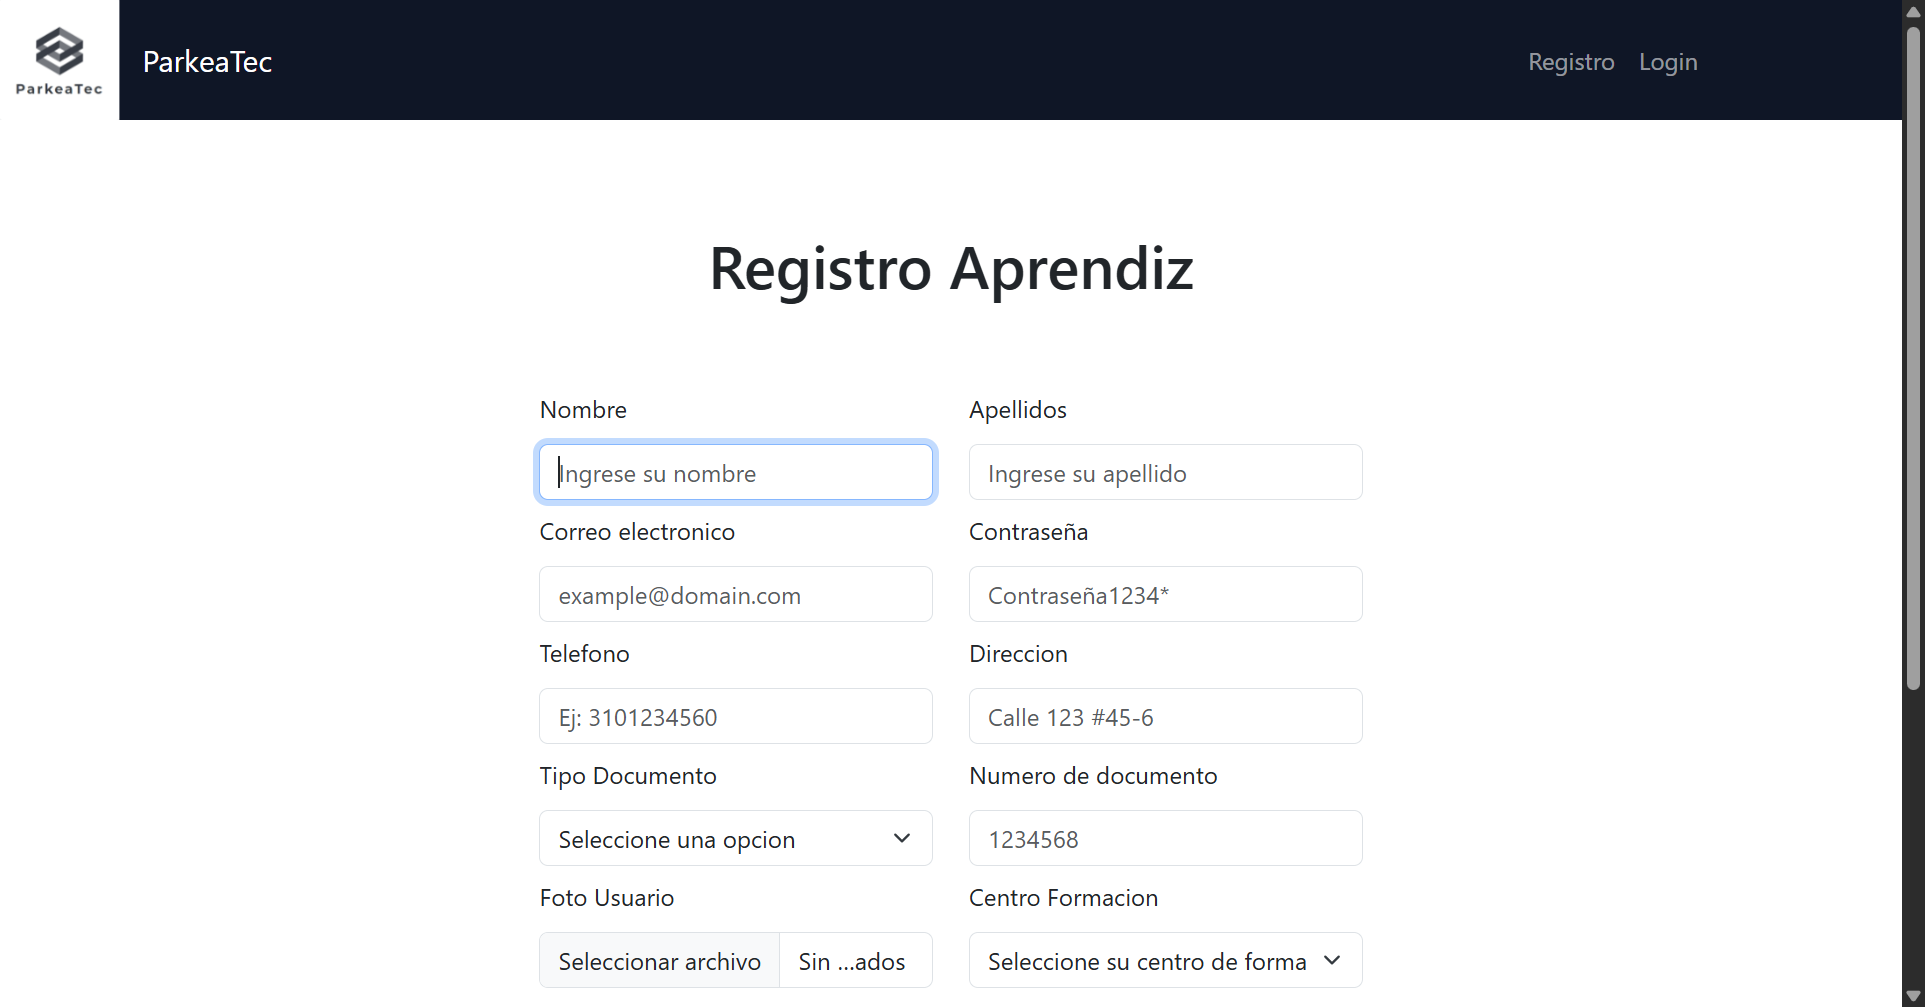 ParkeaTec
ParkeaTec
Registro Login
Registro Aprendiz
Nombre
Apellidos
Ingrese su nombre
Ingrese su apellido
Correo electronico
Contraseña
example@domain.com
Contraseña1234*
Telefono
Direccion
Ej: 3101234560
Calle 123 #45-6
Tipo Documento
Numero de documento
Seleccione una opcion
1234568
Foto Usuario
Centro Formacion
Seleccionar archivo Sin ...ados
Seleccione su centro de forma